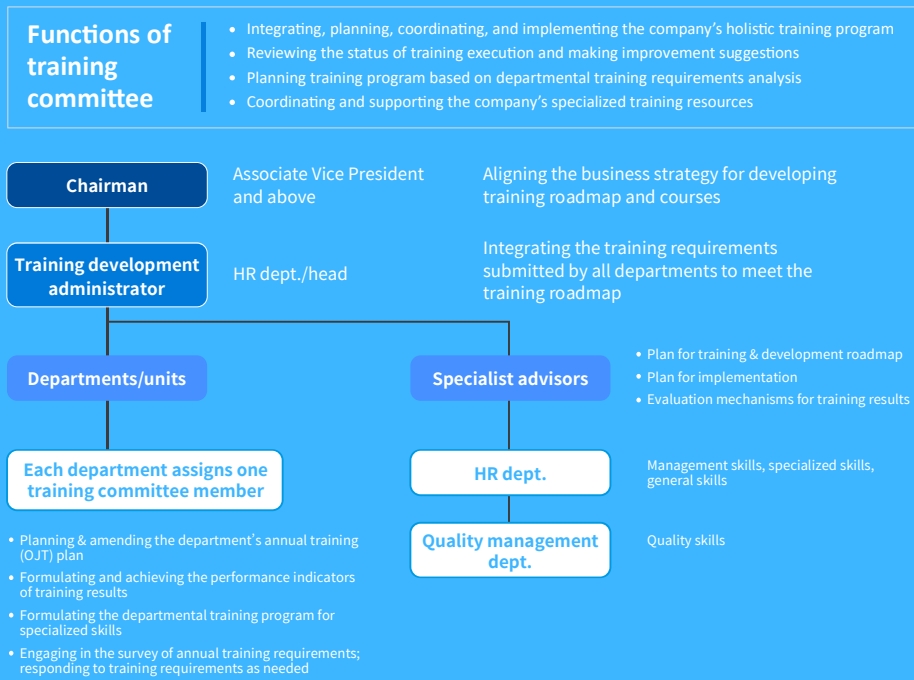 Functions of
training
committee
• Integrating, planning, coordinating, and implementing the company’s holistic training program
• Reviewing the status of training execution and making improvement suggestions
• Planning training program based on departmental training requirements analysis
• Coordinating and supporting the company’s specialized training resources
Chairman
Associate Vice President
and above
Aligning the business strategy for developing
training roadmap and courses
Training development
administrator
HR dept./head
Integrating the training requirements
submitted by all departments to meet the
training roadmap
Departments/units
Specialist advisors
• Plan for training & development roadmap
• Plan for implementation
• Evaluation mechanisms for training results
Each department assigns one
training committee member
HR dept.
Management skills, specialized skills,
general skills
Quality management
dept.
Quality skills
• Planning & amending the department’s annual training
(OJT) plan
• Formulating and achieving the performance indicators
of training results
• Formulating the departmental training program for
specialized skills
• Engaging in the survey of annual training requirements;
responding to training requirements as needed